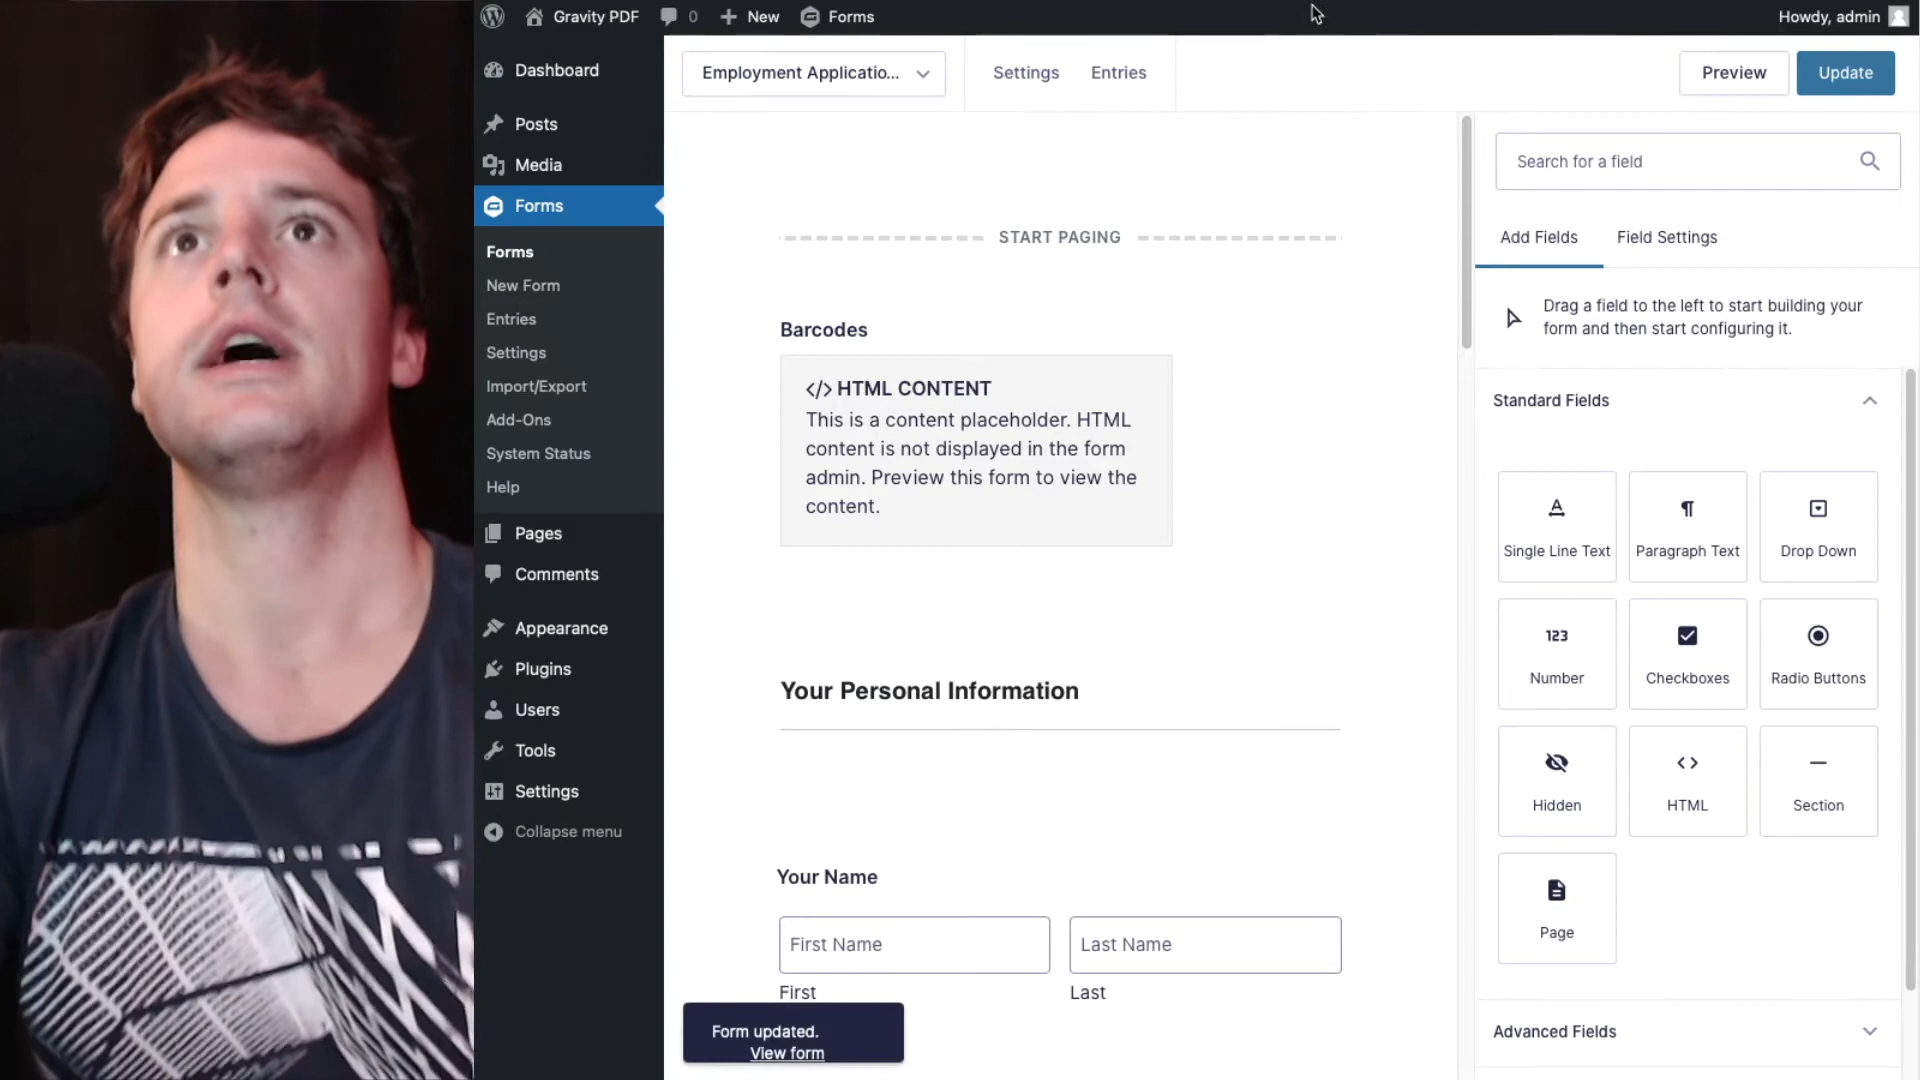 Gravity PDF
0
New
Forms
Howdy, admin
Dashboard
Posts
Media
Forms
Forms
New Form
Entries
Settings
Import/Export
Add-Ons
System Status
Help
Pages
Comments
Appearance
Plugins
Users
Tools
Settings
Collapse menu
Employment Applicatio...
Settings
Entries
Preview
Update
START PAGING
Barcodes
</> HTML CONTENT
This is a content placeholder. HTML
content is not displayed in the form
admin. Preview this form to view the
content.
Your Personal Information
Your Name
First Name
Last Name
First
Last
Form updated.
View form
Search for a field
Add Fields
Field Settings
Drag a field to the left to start building your
form and then start configuring it.
Standard Fields
Single Line Text
Paragraph Text
Drop Down
123
Number
Checkboxes
Radio Buttons
Hidden
HTML
Section
Page
Advanced Fields